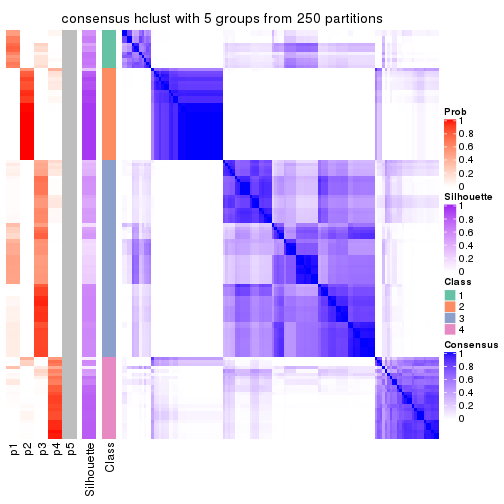 consensus hclust with 5 groups from 250 partitions
Prob
1
0.8
0.6
0.4
0.2
0
Silhouette
1
0.8
0.6
0.4
0.2
0
Class
1
2
3
4
Consensus
1
0.8
0.6
0.4
0.2
0
p1
p2
p3
p4
p5
Silhouette
Class